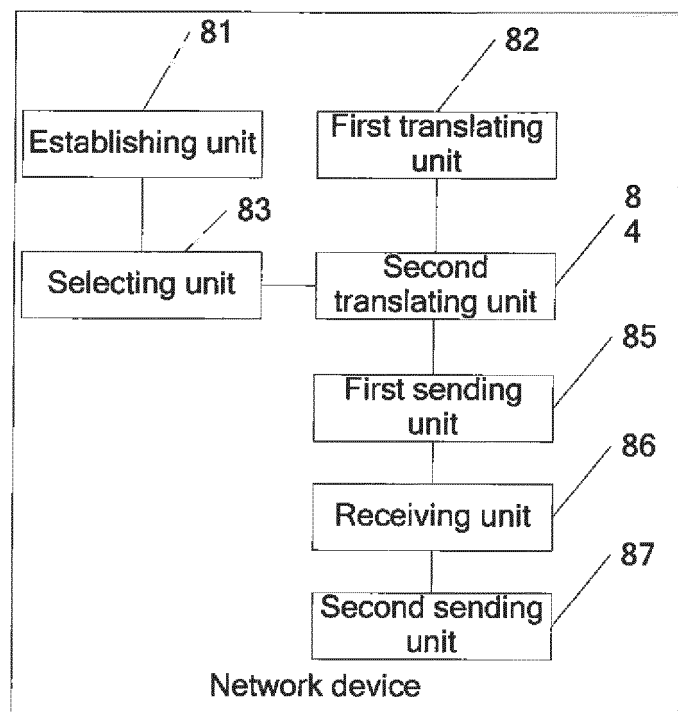 81
82
Establishing unit
First translating
unit
83
8
4
Selecting unit
Second
translating unit
85
First sending
unit
86
Receiving unit
87
Second sending
unit
Network device